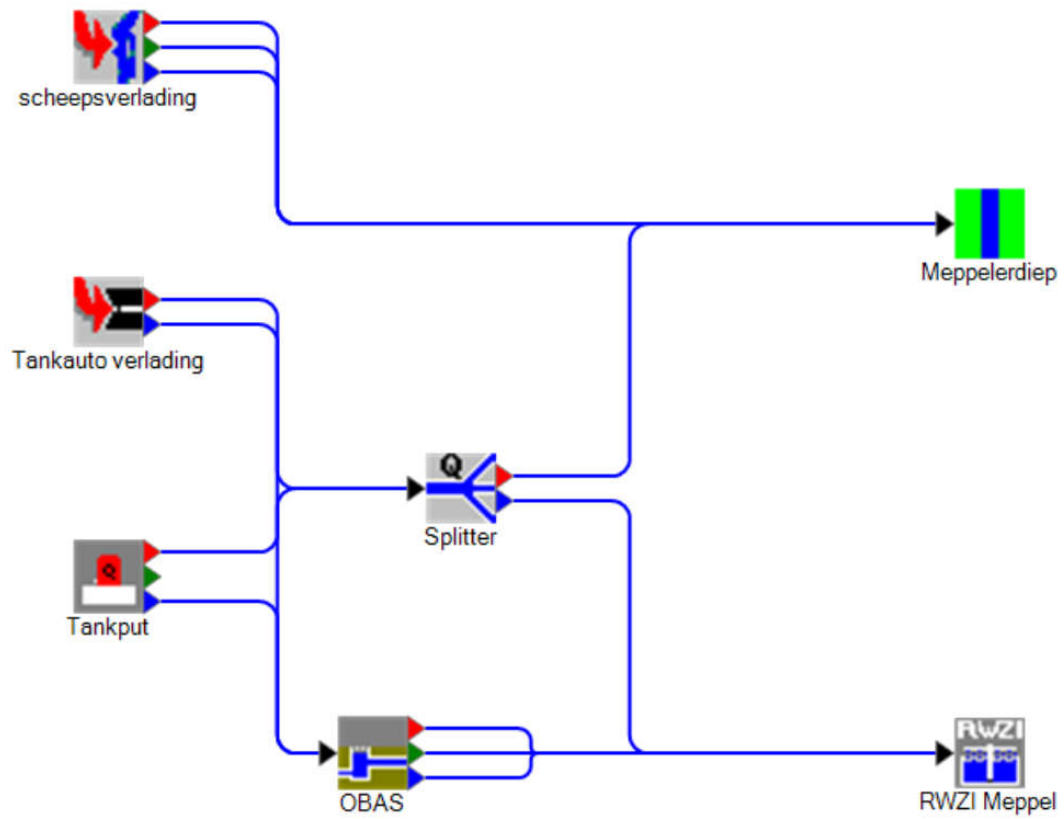 scheepsverlading
Meppelerdiep
Tankauto verlading
Q
Splitter
Q
Tankput
OBAS
RWZI
RWZI Meppel